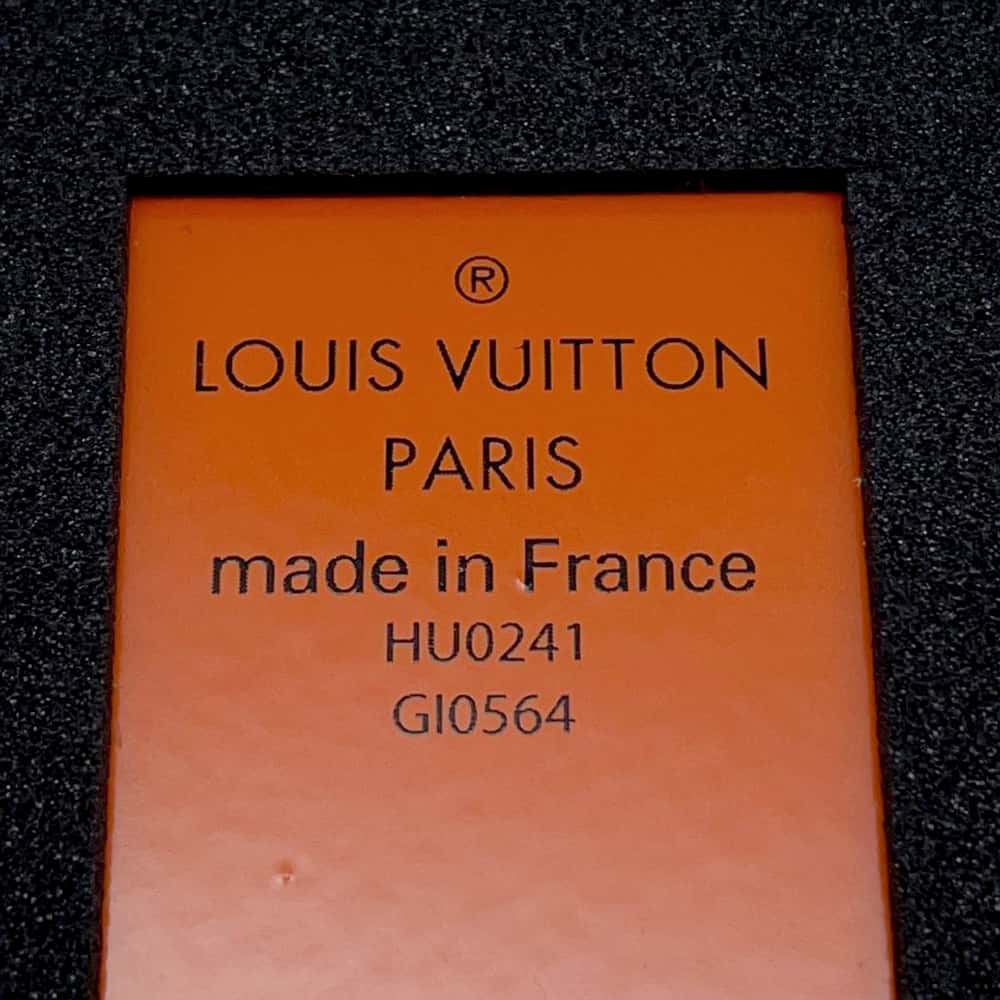 ®
LOUIS VUITTON
PARIS
made in France
HU0241
GI0564